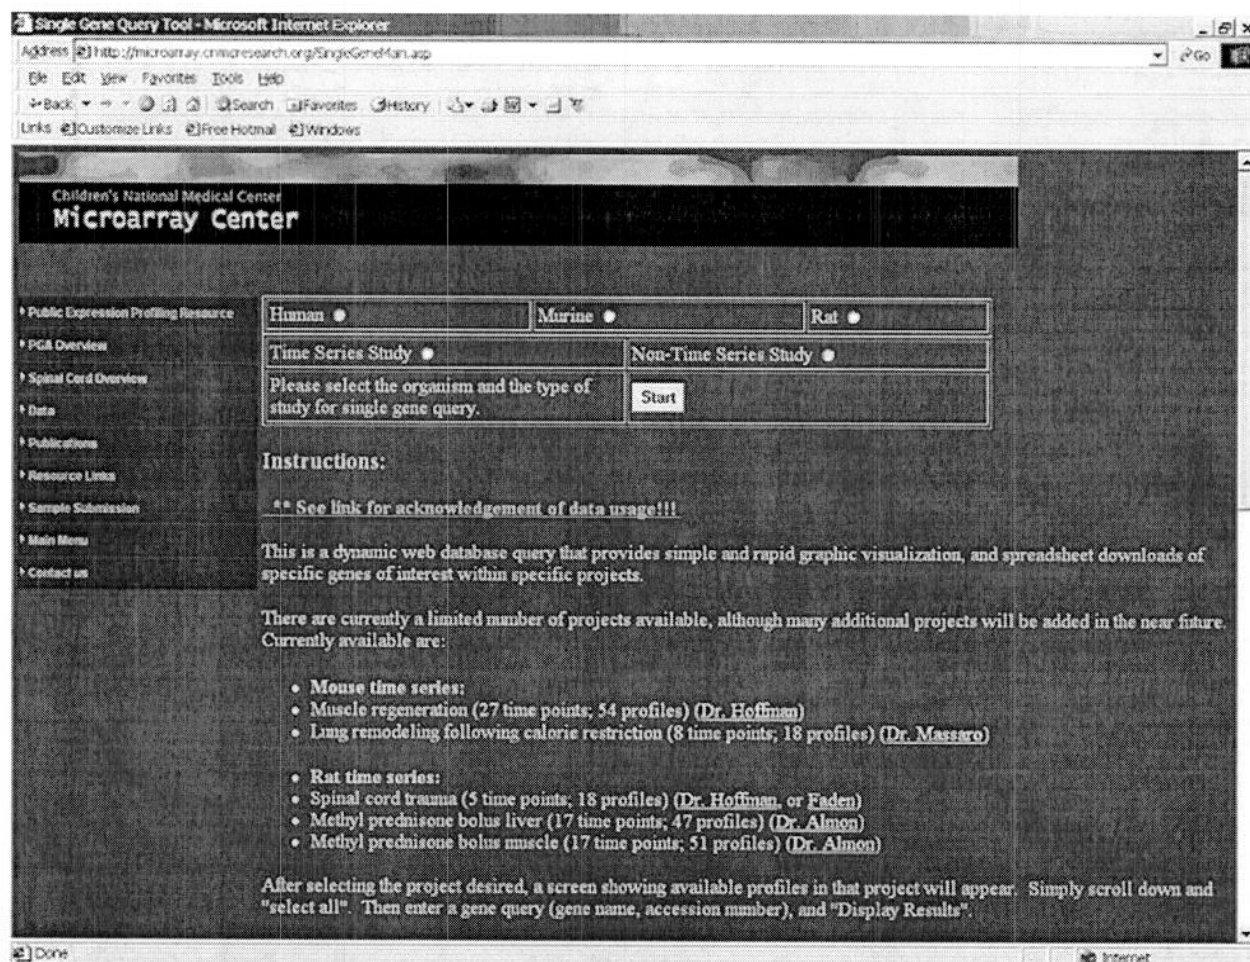 Single Gene Query Tool - Microsoft Internet Explorer
Address http://microarray.cnmcresearch.org/SingleGeneMain.asp Go
File Edit View Favorites Tools Help
Back Search Favorites History
Links Customize Links Free Hotmail Windows
Children's National Medical Center
Microarray Center
Public Expression Profiling Resource
PGA Overview
Spinal Cord Overview
Data
Publications
Resource Links
Sample Submission
Main Menu
Contact us
Human Murine Rat
Time Series Study Non-Time Series Study
Please select the organism and the type of
study for single gene query.
Start
Instructions:
** See link for acknowledgement of data usage!!!
This is a dynamic web database query that provides simple and rapid graphic visualization, and spreadsheet downloads of
specific genes of interest within specific projects.
There are currently a limited number of projects available, although many additional projects will be added in the near future.
Currently available are:
• Mouse time series:
• Muscle regeneration (27 time points; 54 profiles) (Dr. Hoffman)
• Lung remodeling following calorie restriction (8 time points; 18 profiles) (Dr. Massaro)
• Rat time series:
• Spinal cord trauma (5 time points; 18 profiles) (Dr. Hoffman, or Faden)
• Methyl prednisone bolus liver (17 time points; 47 profiles) (Dr. Almon)
• Methyl prednisone bolus muscle (17 time points; 51 profiles) (Dr. Almon)
After selecting the project desired, a screen showing available profiles in that project will appear. Simply scroll down and
"select all". Then enter a gene query (gene name, accession number), and "Display Results".
Done Internet